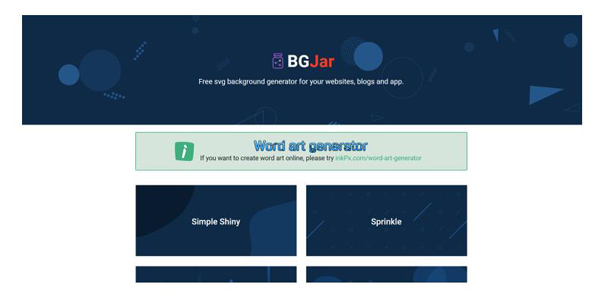 BGJar
Free svg background generator for your websites, blogs and app.
Word art generator
If you want to create word art online, please try inkPx.com/word-art-generator
Simple Shiny
Sprinkle